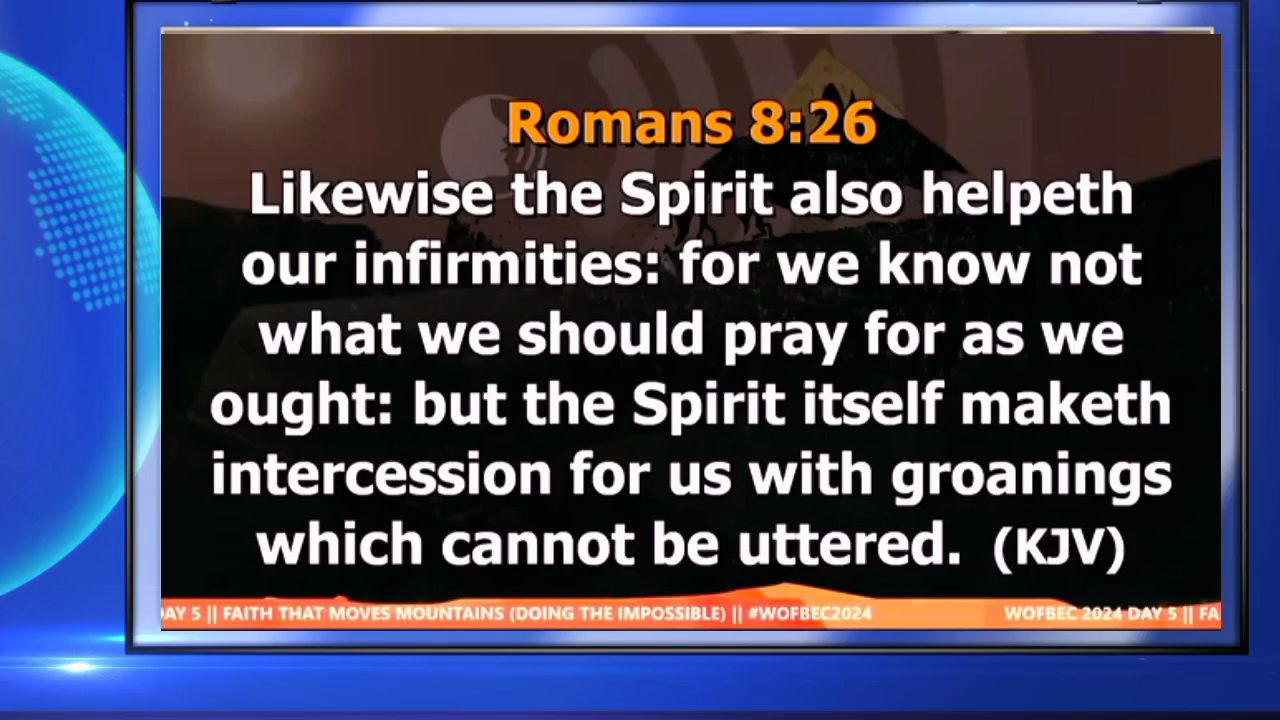 Romans 8:26
Likewise the Spirit also helpeth
our infirmities: for we know not
what we should pray for as we
ought: but the Spirit itself maketh
intercession for us with groanings
which cannot be uttered. (KJV)
DAY 5 || FAITH THAT MOVES MOUNTAINS (DOING THE IMPOSSIBLE) || #WOFBEC2024 WOFBEC 2024 DAY 5 || FA